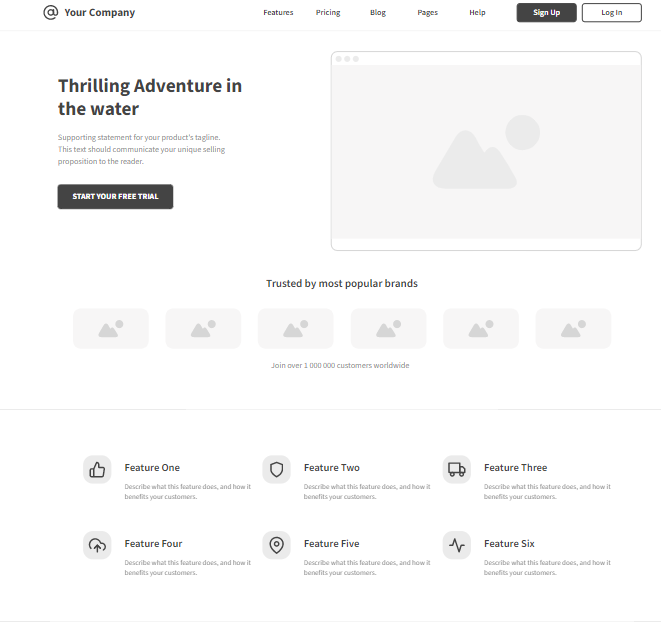 Your Company
Features Pricing Blog Pages Help Sign Up Log In
Thrilling Adventure in
the water
Supporting statement for your product's tagline.
This text should communicate your unique selling
proposition to the reader.
START YOUR FREE TRIAL
Trusted by most popular brands
Join over 1 000 000 customers worldwide
Feature One
Describe what this feature does, and how it
benefits your customers.
Feature Two
Describe what this feature does, and how it
benefits your customers.
Feature Three
Describe what this feature does, and how it
benefits your customers.
Feature Four
Describe what this feature does, and how it
benefits your customers.
Feature Five
Describe what this feature does, and how it
benefits your customers.
Feature Six
Describe what this feature does, and how it
benefits your customers.